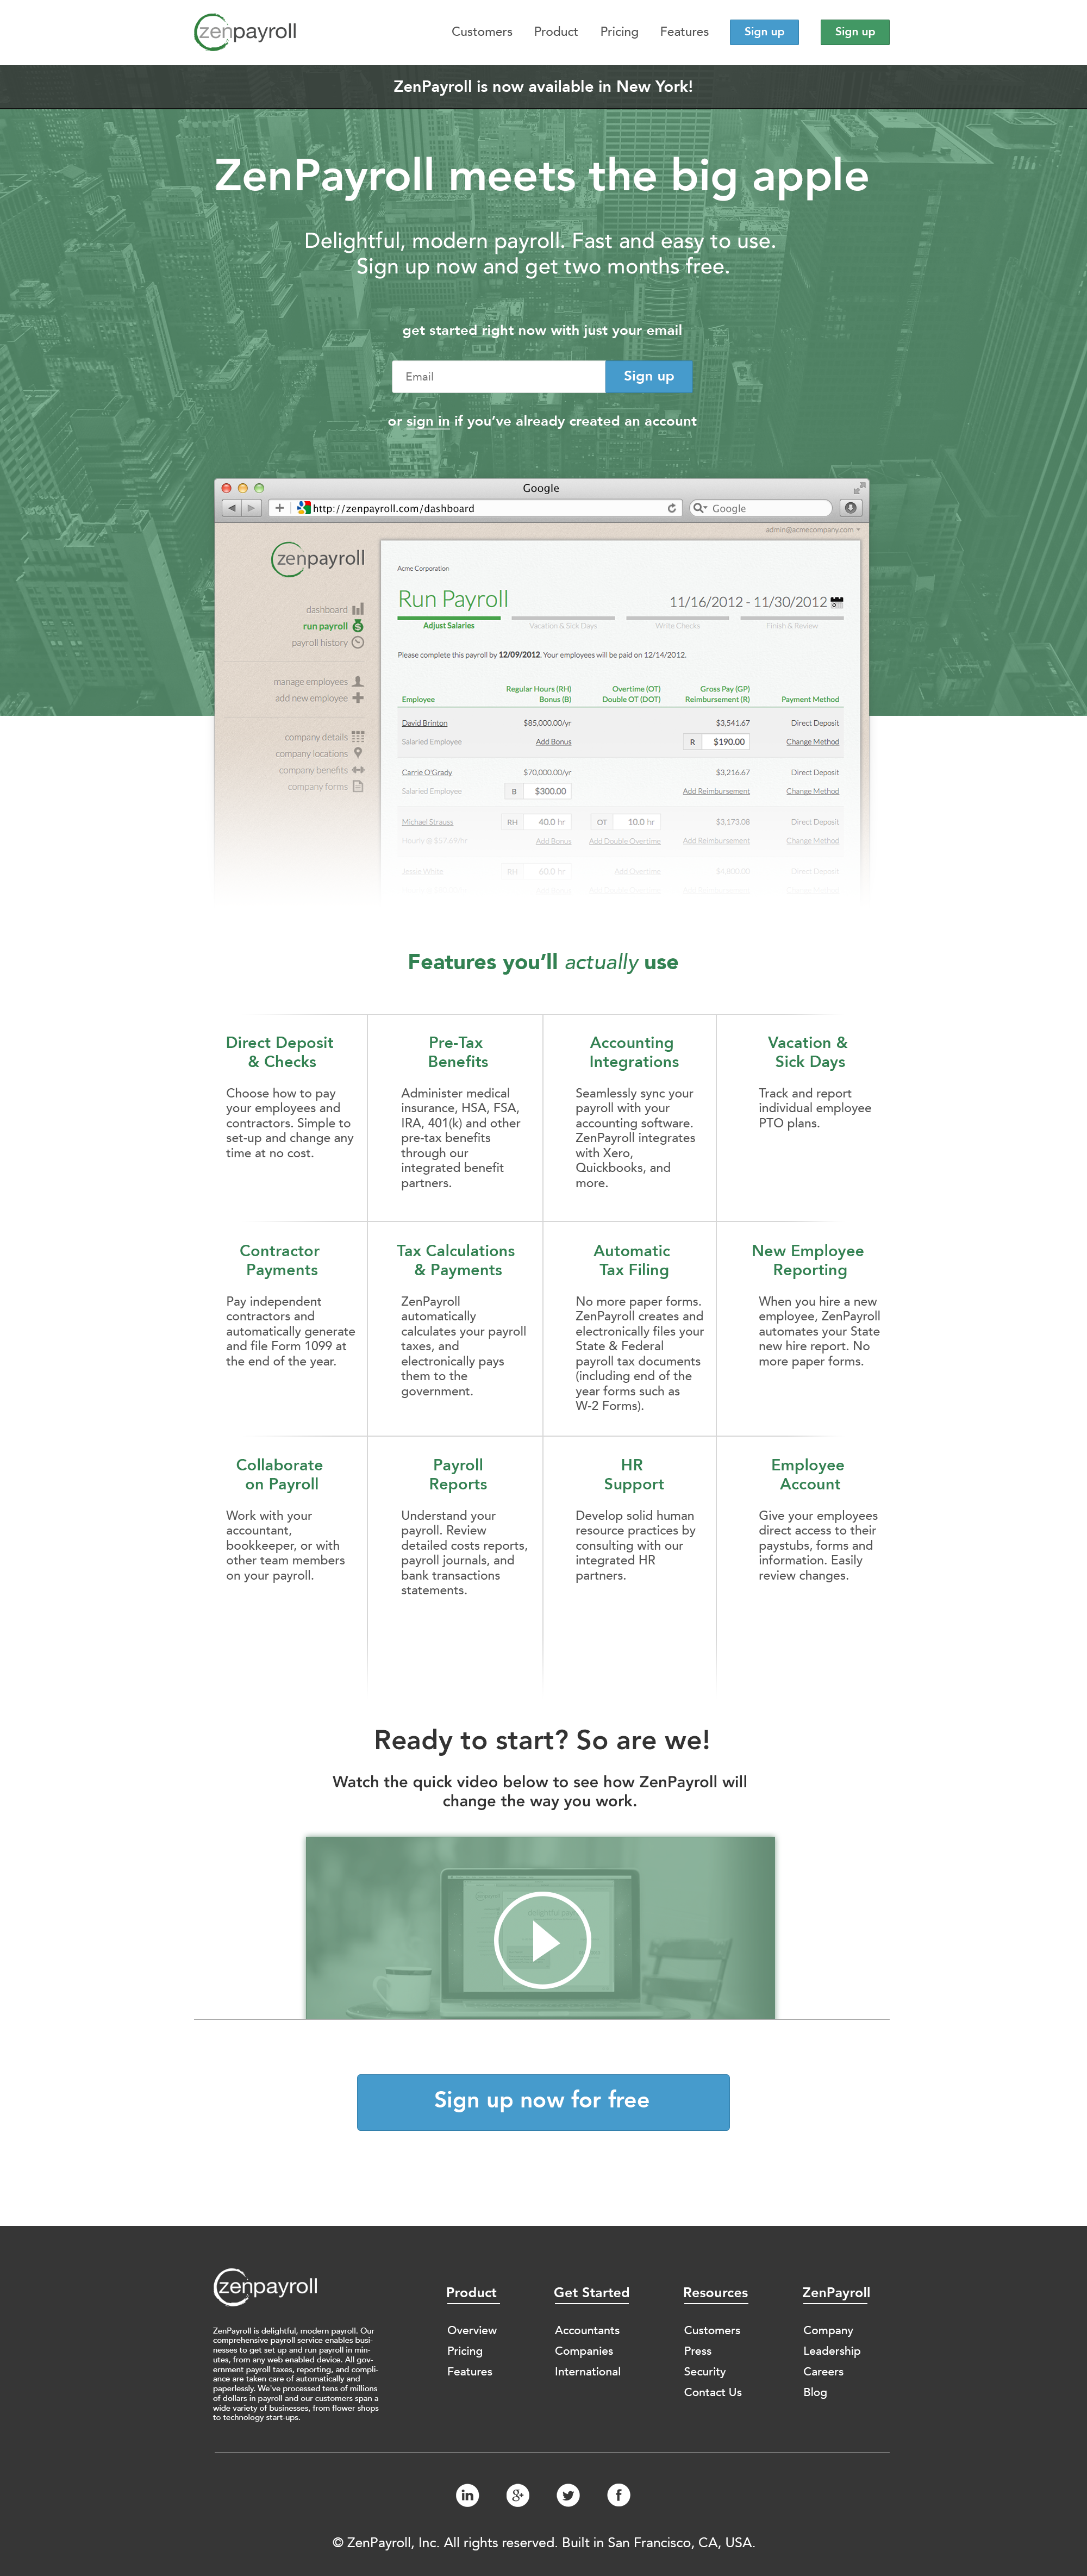 zenpayroll
Customers Product Pricing Features Sign up Sign up
ZenPayroll is now available in New York!
ZenPayroll meets the big apple
Delightful, modern payroll. Fast and easy to use.
Sign up now and get two months free.
get started right now with just your email
Email Sign up
or sign in if you've already created an account
Google
http://zenpayroll.com/dashboard Google
admin@acmecompany.com
zenpayroll
dashboard
run payroll
payroll history
manage employees
add new employee
company details
company locations
company benefits
company forms
Acme Corporation
Run Payroll 11/16/2012 - 11/30/2012
Adjust Salaries Vacation & Sick Days Write Checks Finish & Review
Please complete this payroll by 12/09/2012. Your employees will be paid on 12/14/2012.
Regular Hours (RH) Overtime (OT) Gross Pay (GP)
Employee Bonus (B) Double OT (DOT) Reimbursement (R) Payment Method
David Brinton $85,000.00/yr $3,541.67 Direct Deposit
Salaried Employee Add Bonus R $190.00 Change Method
Carrie O'Grady $70,000.00/yr $3,216.67 Direct Deposit
Salaried Employee B $300.00 Add Reimbursement Change Method
Michael Strauss RH 40.0 hr OT 10.0 hr $3,173.08 Direct Deposit
Hourly @ $57.69/hr Add Bonus Add Double Overtime Add Reimbursement Change Method
Jessie White RH 60.0 hr Add Overtime $4,800.00 Direct Deposit
Features you'll actually use
Direct Deposit
& Checks
Choose how to pay
your employees and
contractors. Simple to
set-up and change any
time at no cost.
Pre-Tax
Benefits
Administer medical
insurance, HSA, FSA,
IRA, 401(k) and other
pre-tax benefits
through our
integrated benefit
partners.
Accounting
Integrations
Seamlessly sync your
payroll with your
accounting software.
ZenPayroll integrates
with Xero,
Quickbooks, and
more.
Vacation &
Sick Days
Track and report
individual employee
PTO plans.
Contractor
Payments
Pay independent
contractors and
automatically generate
and file Form 1099 at
the end of the year.
Tax Calculations
& Payments
ZenPayroll
automatically
calculates your payroll
taxes, and
electronically pays
them to the
government.
Automatic
Tax Filing
No more paper forms.
ZenPayroll creates and
electronically files your
State & Federal
payroll tax documents
(including end of the
year forms such as
W-2 Forms).
New Employee
Reporting
When you hire a new
employee, ZenPayroll
automates your State
new hire report. No
more paper forms.
Collaborate
on Payroll
Work with your
accountant,
bookkeeper, or with
other team members
on your payroll.
Payroll
Reports
Understand your
payroll. Review
detailed costs reports,
payroll journals, and
bank transactions
statements.
HR
Support
Develop solid human
resource practices by
consulting with our
integrated HR
partners.
Employee
Account
Give your employees
direct access to their
paystubs, forms and
information. Easily
review changes.
Ready to start? So are we!
Watch the quick video below to see how ZenPayroll will
change the way you work.
Sign up now for free
zenpayroll
ZenPayroll is delightful, modern payroll. Our
comprehensive payroll service enables busi-
nesses to get set up and run payroll in min-
utes, from any web enabled device. All gov-
ernment payroll taxes, reporting, and compli-
ance are taken care of automatically and
paperlessly. We've processed tens of millions
of dollars in payroll and our customers span a
wide variety of businesses, from flower shops
to technology start-ups.
Product
Overview
Pricing
Features
Get Started
Accountants
Companies
International
Resources
Customers
Press
Security
Contact Us
ZenPayroll
Company
Leadership
Careers
Blog
© ZenPayroll, Inc. All rights reserved. Built in San Francisco, CA, USA.